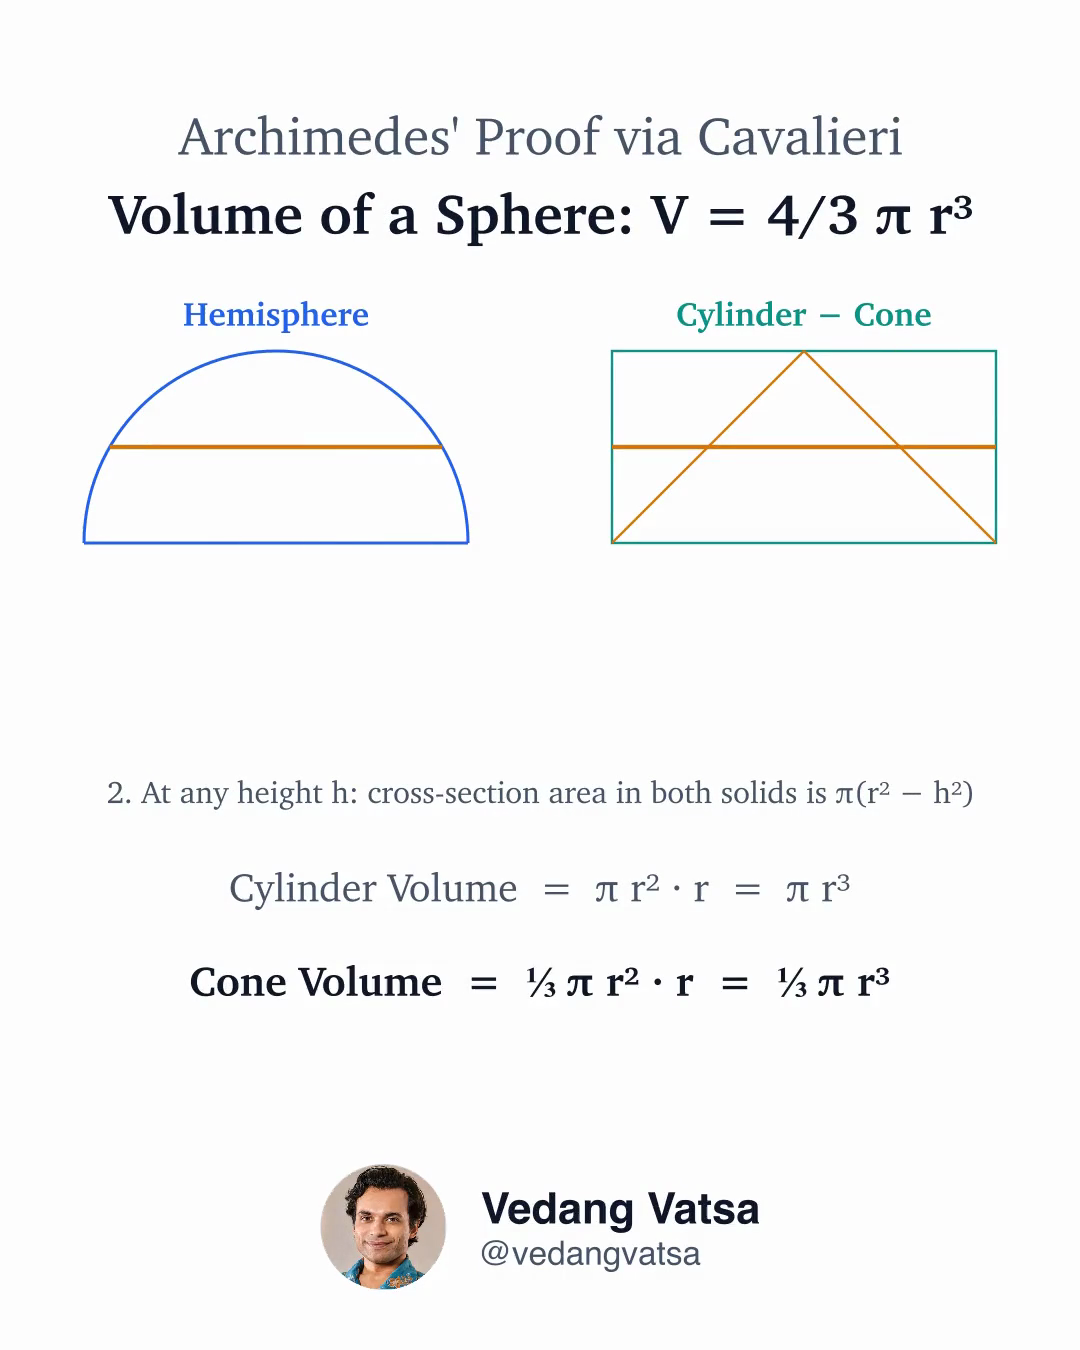 Archimedes' Proof via Cavalieri
Volume of a Sphere: V = 4/3 π r³
Hemisphere
Cylinder − Cone
2. At any height h: cross-section area in both solids is π(r² − h²)
Cylinder Volume = π r² · r = π r³
Cone Volume = ⅓ π r² · r = ⅓ π r³
Vedang Vatsa
@vedangvatsa